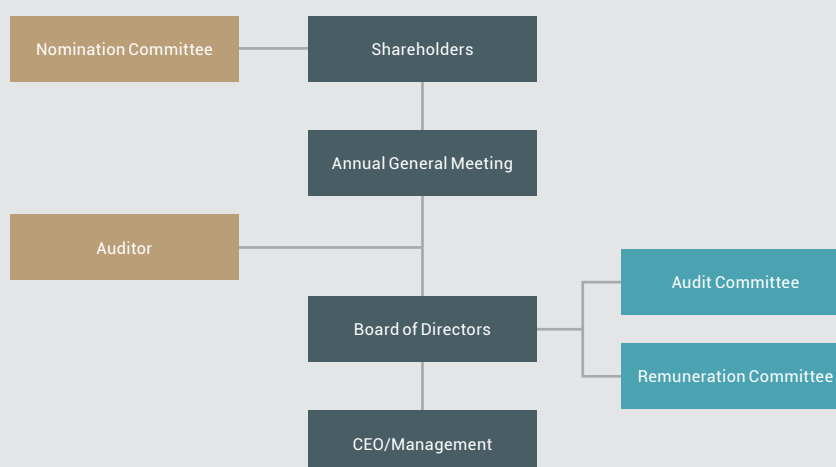 Nomination Committee
Shareholders
Annual General Meeting
Auditor
Audit Committee
Board of Directors
Remuneration Committee
CEO/Management